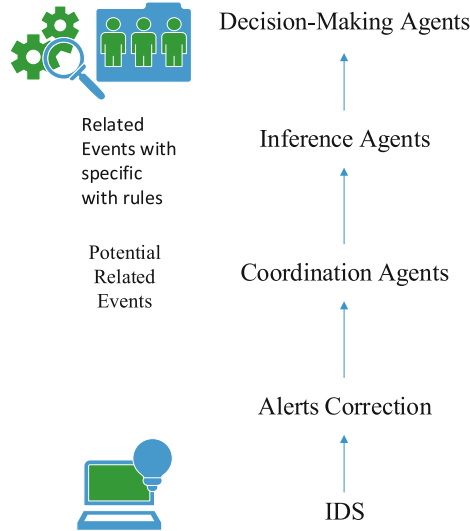 Decision-Making Agents
Related
Events with
specific
with rules
Inference Agents
Potential
Related
Events
Coordination Agents
Alerts Correction
IDS